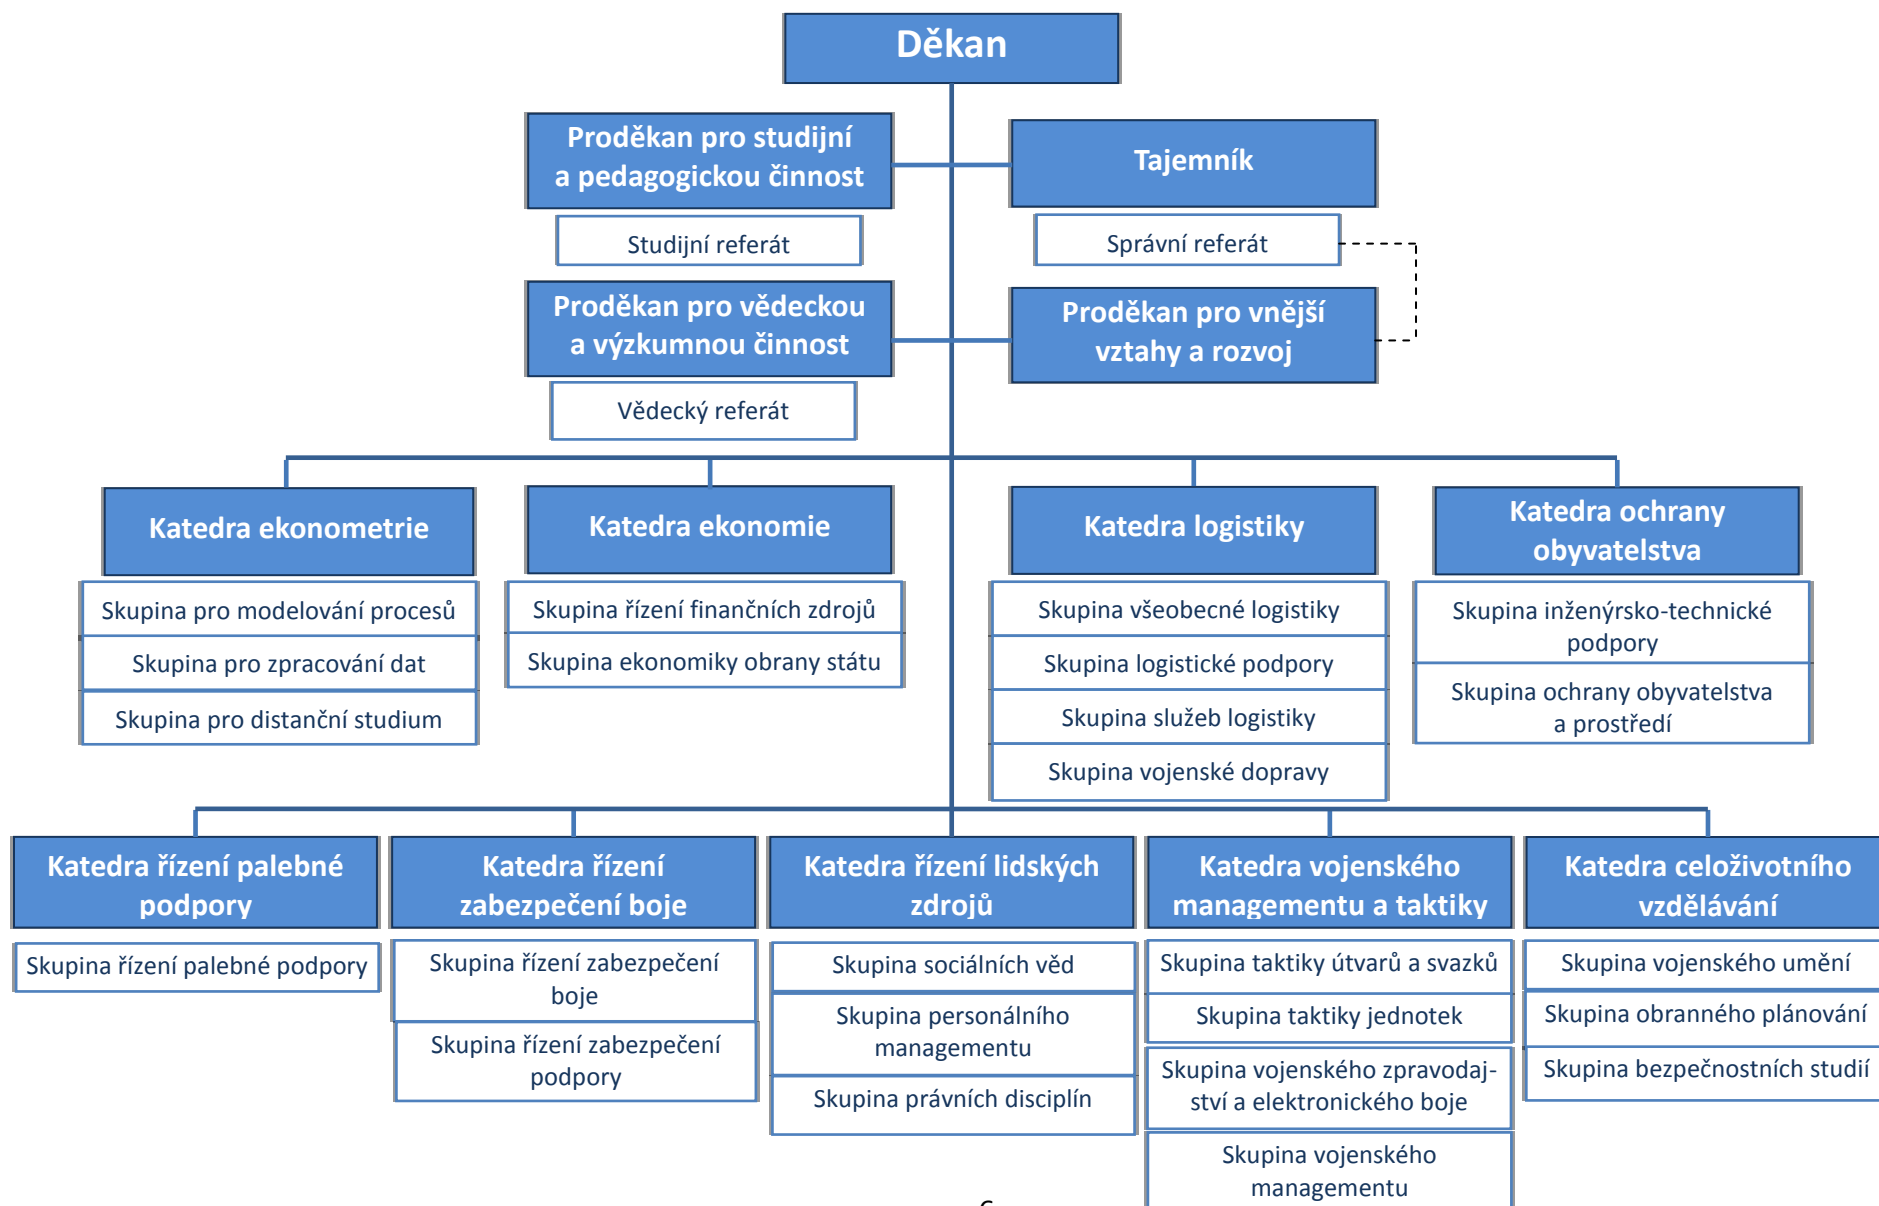 Děkan
Proděkan pro studijní
a pedagogickou činnost
Tajemník
Studijní referát
Správní referát
Proděkan pro vědeckou
a výzkumnou činnost
Proděkan pro vnější
vztahy a rozvoj
Vědecký referát
Katedra ekonometrie
Skupina pro modelování procesů
Skupina pro zpracování dat
Skupina pro distanční studium
Katedra ekonomie
Skupina řízení finančních zdrojů
Skupina ekonomiky obrany státu
Katedra logistiky
Skupina všeobecné logistiky
Skupina logistické podpory
Skupina služeb logistiky
Skupina vojenské dopravy
Katedra ochrany
obyvatelstva
Skupina inženýrsko-technické
podpory
Skupina ochrany obyvatelstva
a prostředí
Katedra řízení palebné
podpory
Skupina řízení palebné podpory
Katedra řízení
zabezpečení boje
Skupina řízení zabezpečení
boje
Skupina řízení zabezpečení
podpory
Katedra řízení lidských
zdrojů
Skupina sociálních věd
Skupina personálního
managementu
Skupina právních disciplín
Katedra vojenského
managementu a taktiky
Skupina taktiky útvarů a svazků
Skupina taktiky jednotek
Skupina vojenského zpravodaj-
ství a elektronického boje
Skupina vojenského
managementu
Katedra celoživotního
vzdělávání
Skupina vojenského umění
Skupina obranného plánování
Skupina bezpečnostních studií